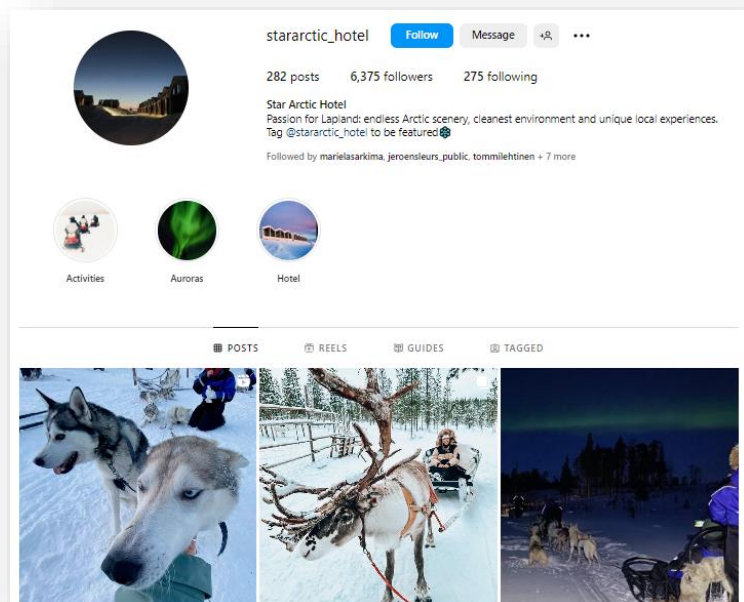 stararctic_hotel Follow Message
282 posts 6,375 followers 275 following
Star Arctic Hotel
Passion for Lapland: endless Arctic scenery, cleanest environment and unique local experiences.
Tag @stararctic_hotel to be featured
Followed by marielasarkima, jeroensleurs_public, tommilehtinen + 7 more
Activities Auroras Hotel
POSTS REELS GUIDES TAGGED